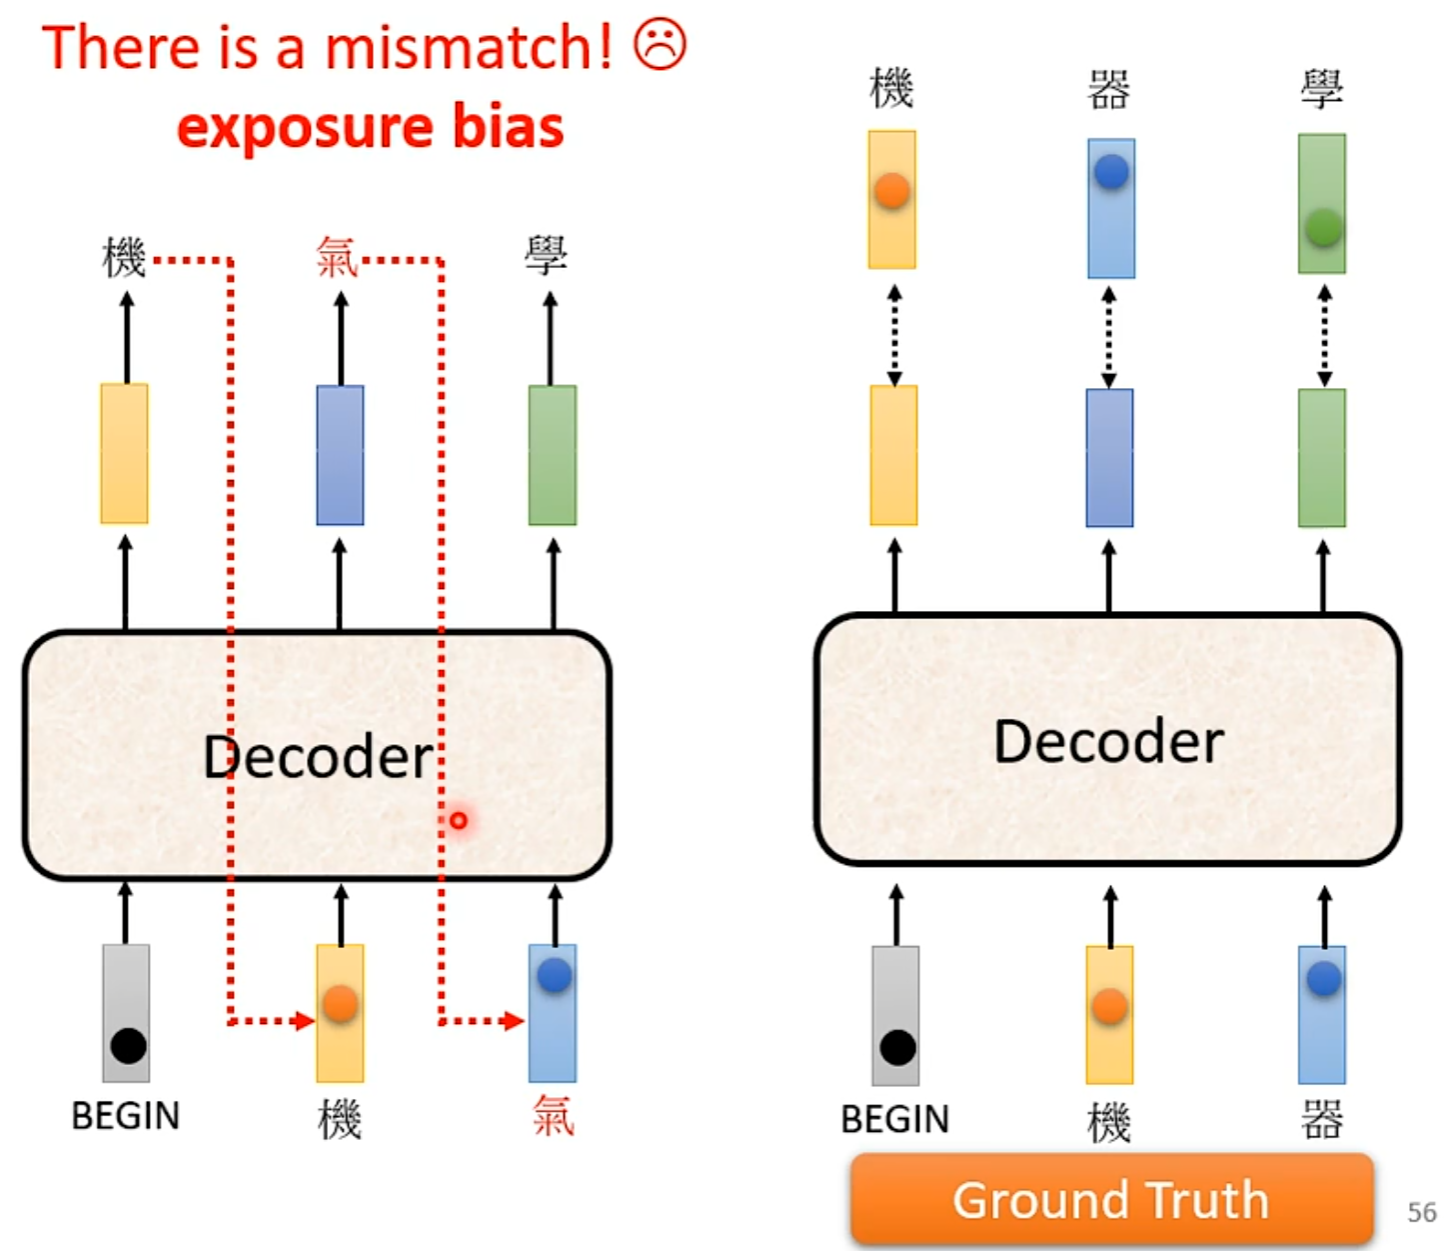 There is a mismatch! ☹
exposure bias
機 氣 學
Decoder
BEGIN 機 氣
機 器 學
Decoder
BEGIN 機 器
Ground Truth
56